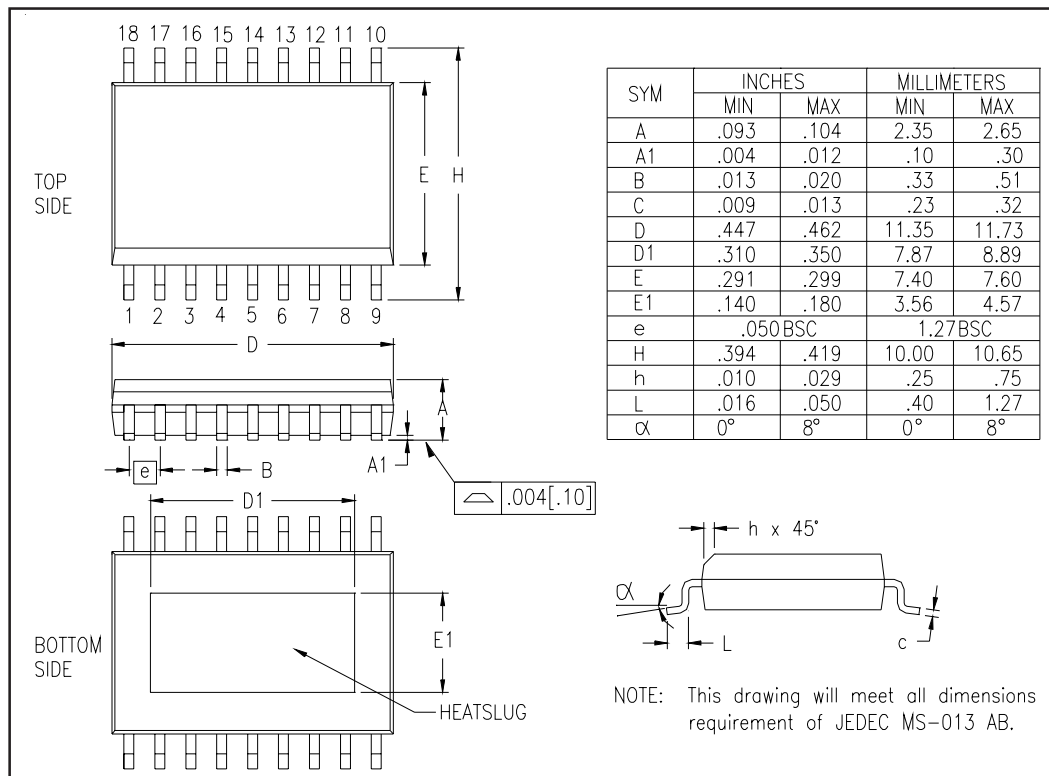 18 17 16 15 14 13 12 11 10
TOP
SIDE
E
H
1 2 3 4 5 6 7 8 9
D
A
A1
e
B
.004[.10]
D1
BOTTOM
SIDE
E1
HEATSLUG
SYM INCHES MILLIMETERS
MIN MAX MIN MAX
A .093 .104 2.35 2.65
A1 .004 .012 .10 .30
B .013 .020 .33 .51
C .009 .013 .23 .32
D .447 .462 11.35 11.73
D1 .310 .350 7.87 8.89
E .291 .299 7.40 7.60
E1 .140 .180 3.56 4.57
e .050 BSC 1.27BSC
H .394 .419 10.00 10.65
h .010 .029 .25 .75
L .016 .050 .40 1.27
α 0° 8° 0° 8°
h x 45°
α
L
c
NOTE: This drawing will meet all dimensions
requirement of JEDEC MS-013 AB.